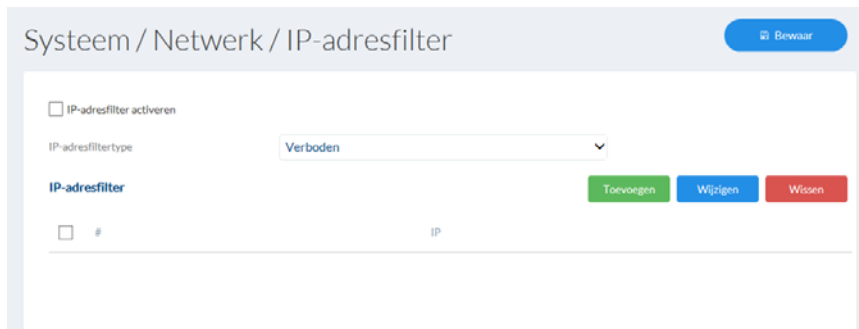 Systeem / Netwerk / IP-adresfilter
Bewaar
IP-adresfilter activeren
IP-adresfiltertype Verboden
IP-adresfilter Toevoegen Wijzigen Wissen
# IP